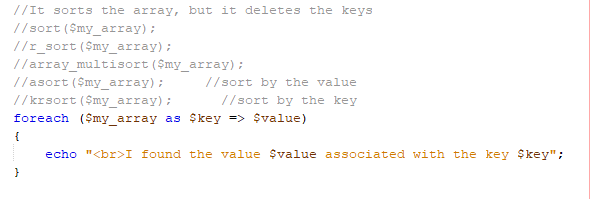 //It sorts the array, but it deletes the keys
//sort($my_array);
//r_sort($my_array);
//array_multisort($my_array);
//asort($my_array);     //sort by the value
//krsort($my_array);      //sort by the key
foreach ($my_array as $key => $value)
{
    echo "<br>I found the value $value associated with the key $key";
}